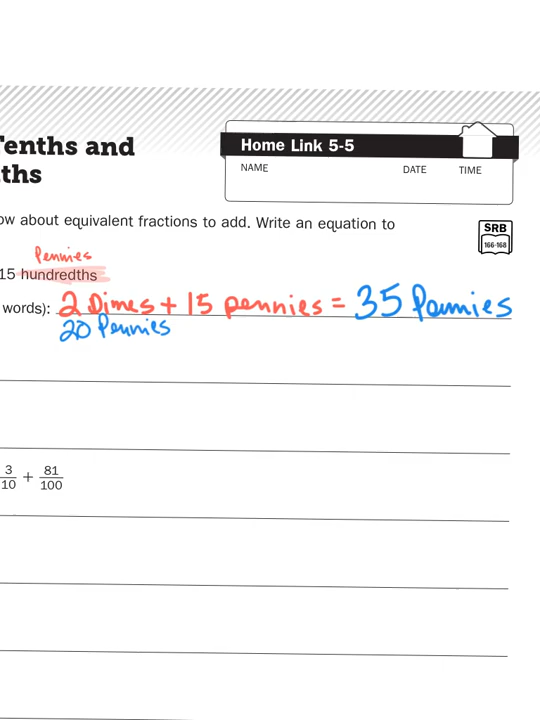 Tenths and
Home Link 5-5
ths
NAME DATE TIME
ow about equivalent fractions to add. Write an equation to
SRB
166-168
Pennies
15 hundredths
words): 2 Dimes + 15 pennies = 35 Pennies
20 Pennies
3/10 + 81/100